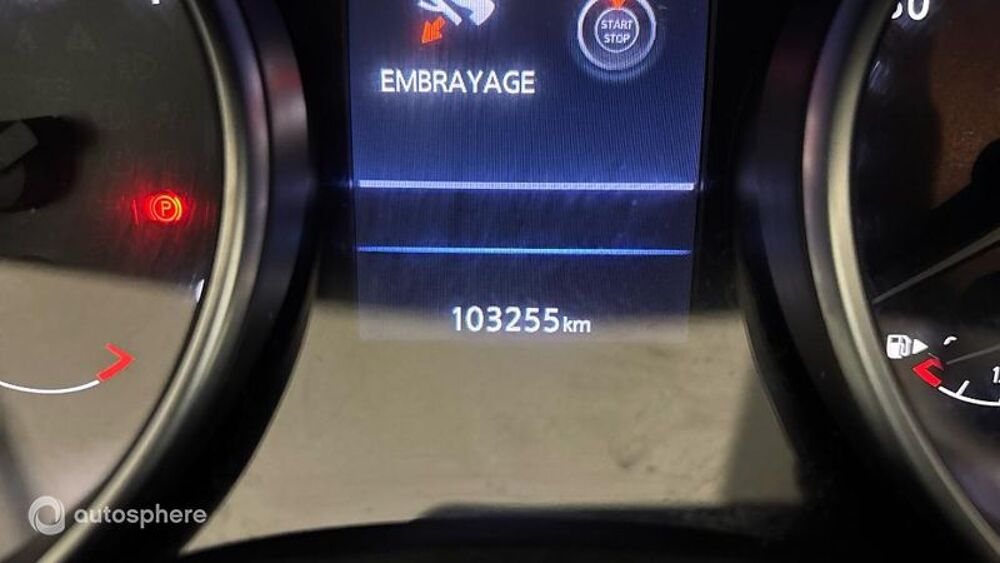 START
STOP
EMBRAYAGE
P
103255km
autosphere